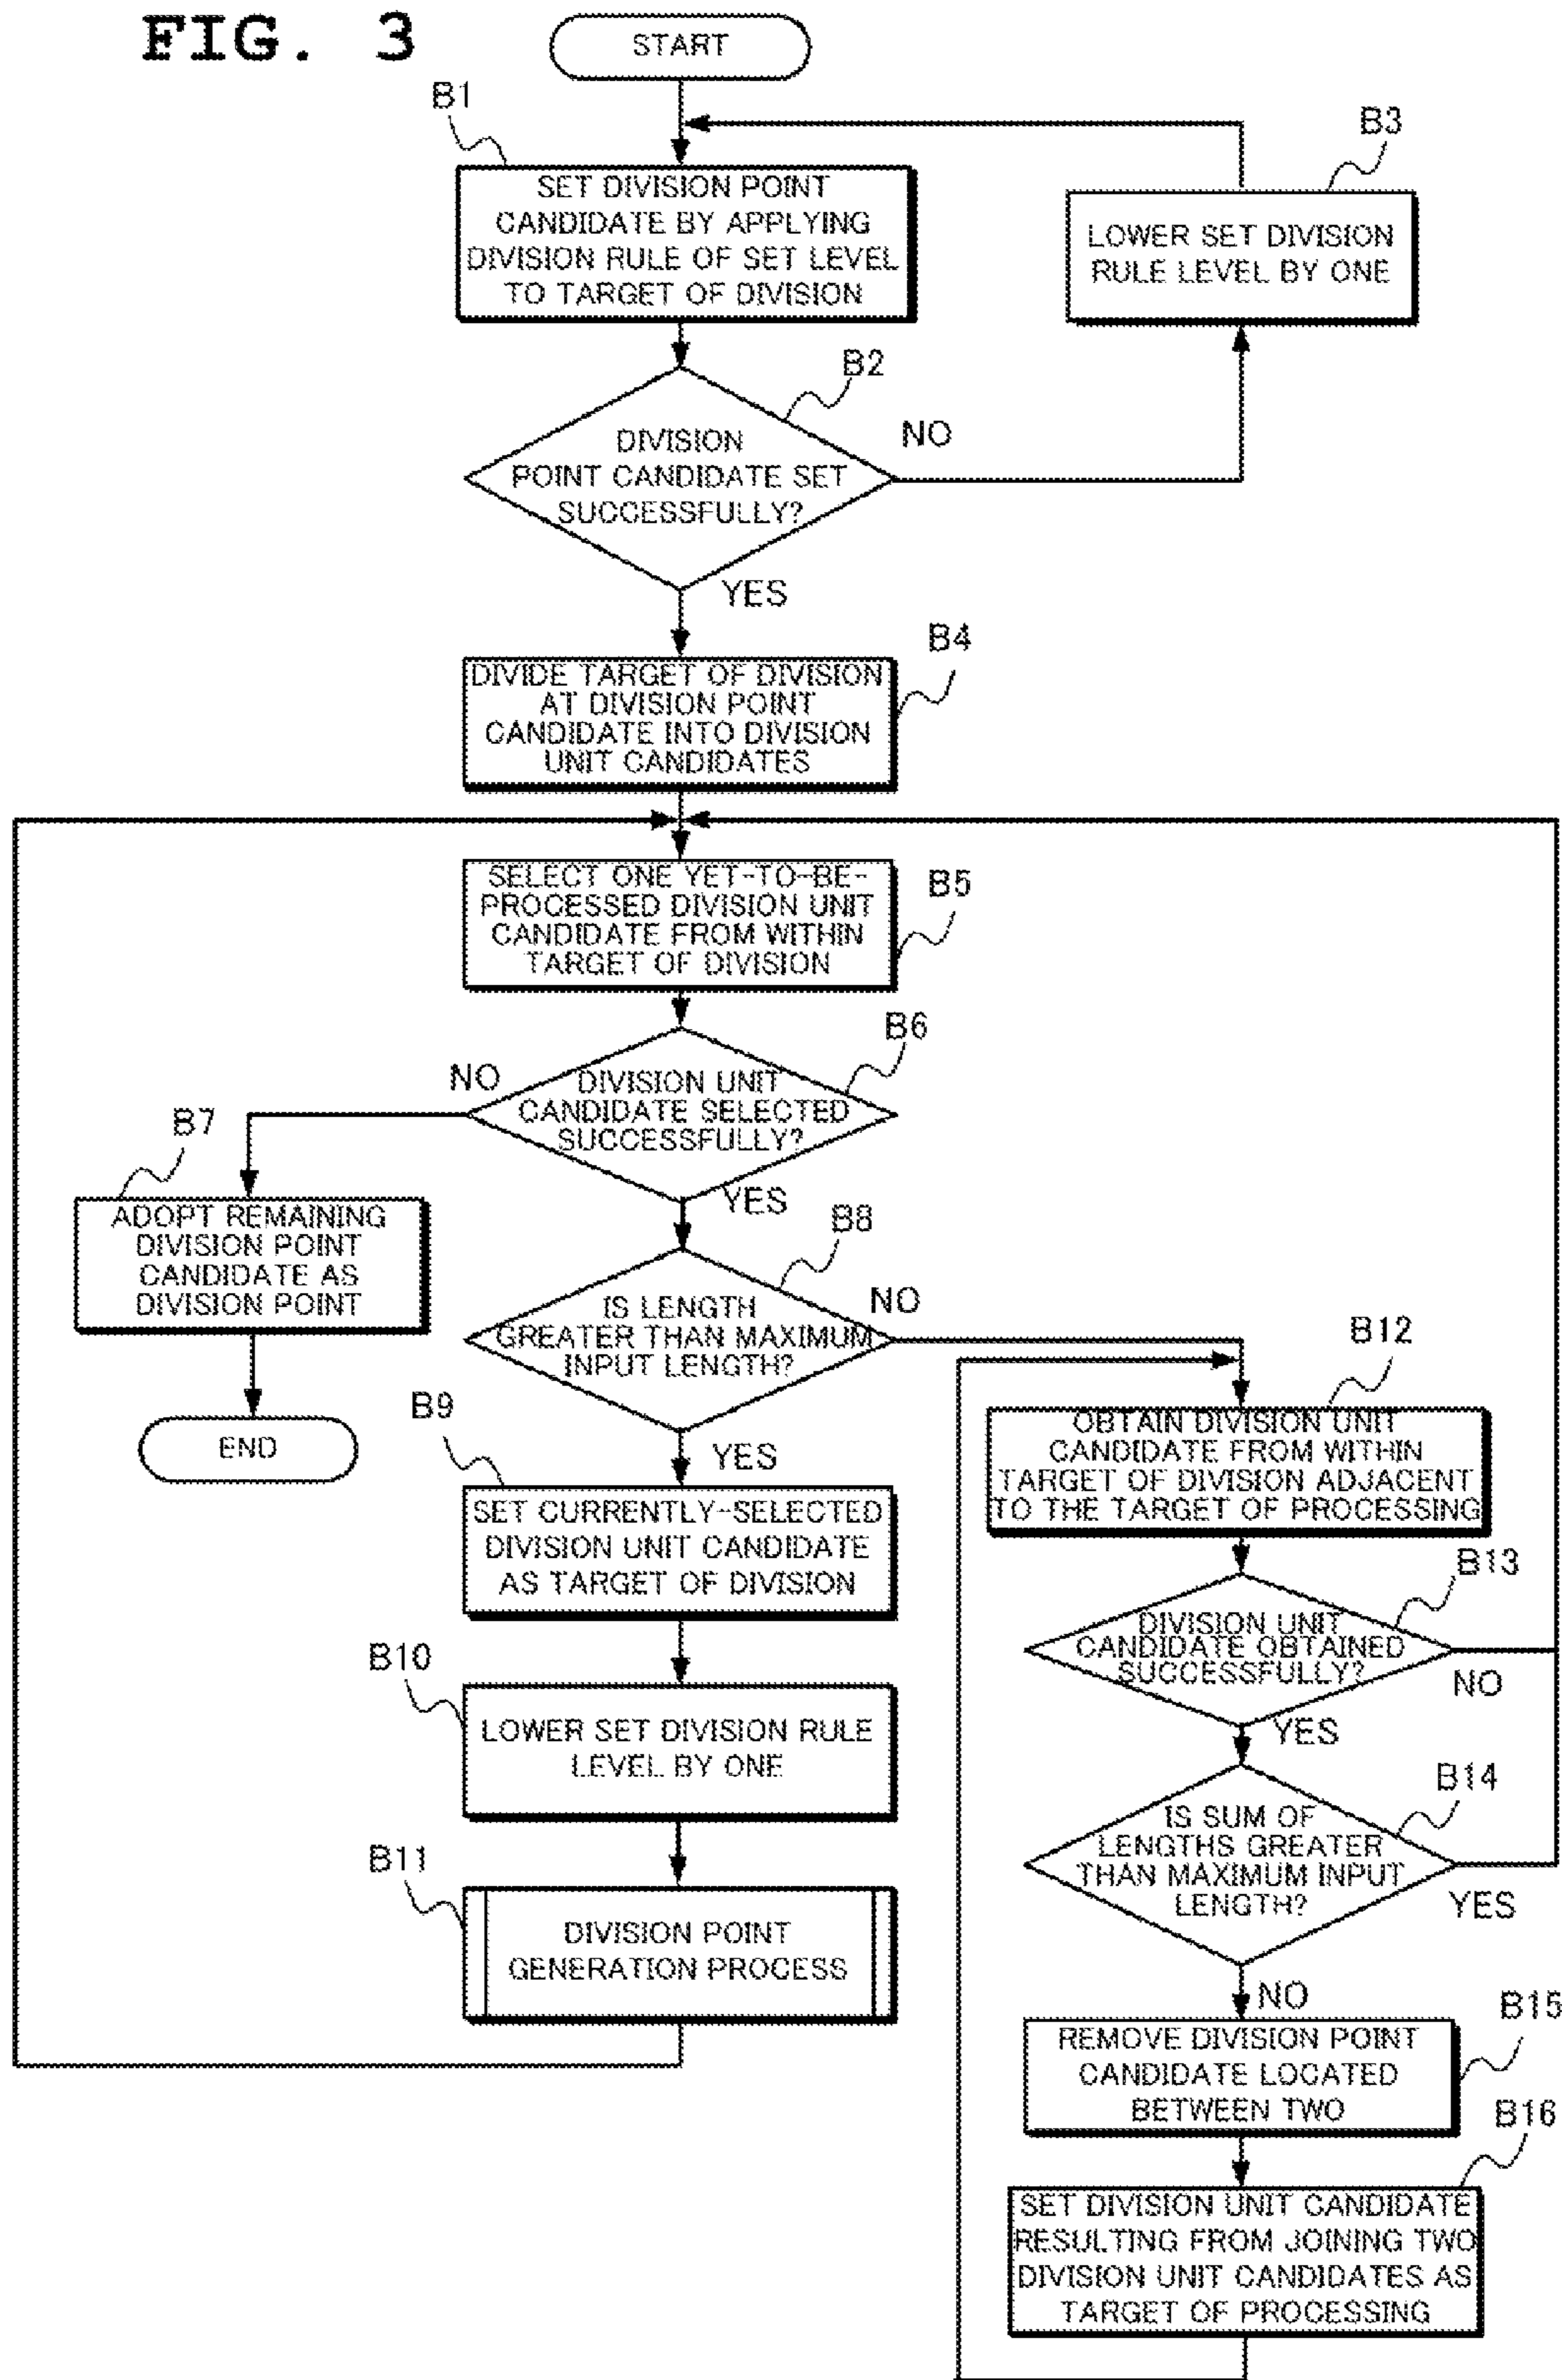 FIG. 3
START
B1
B3
SET DIVISION POINT
CANDIDATE BY APPLYING
DIVISION RULE OF SET LEVEL
TO TARGET OF DIVISION
LOWER SET DIVISION
RULE LEVEL BY ONE
B2
DIVISION
POINT CANDIDATE SET
SUCCESSFULLY?
NO
YES
B4
DIVIDE TARGET OF DIVISION
AT DIVISION POINT
CANDIDATE INTO DIVISION
UNIT CANDIDATES
B5
SELECT ONE YET-TO-BE-
PROCESSED DIVISION UNIT
CANDIDATE FROM WITHIN
TARGET OF DIVISION
B6
NO
DIVISION UNIT
CANDIDATE SELECTED
SUCCESSFULLY?
YES
B7
ADOPT REMAINING
DIVISION POINT
CANDIDATE AS
DIVISION POINT
END
B8
NO
IS LENGTH
GREATER THAN MAXIMUM
INPUT LENGTH?
YES
B9
SET CURRENTLY-SELECTED
DIVISION UNIT CANDIDATE
AS TARGET OF DIVISION
B10
LOWER SET DIVISION RULE
LEVEL BY ONE
B11
DIVISION POINT
GENERATION PROCESS
B12
OBTAIN DIVISION UNIT
CANDIDATE FROM WITHIN
TARGET OF DIVISION ADJACENT
TO THE TARGET OF PROCESSING
B13
DIVISION UNIT
CANDIDATE OBTAINED
SUCCESSFULLY?
NO
YES
B14
IS SUM OF
LENGTHS GREATER
THAN MAXIMUM INPUT
LENGTH?
YES
NO
B15
REMOVE DIVISION POINT
CANDIDATE LOCATED
BETWEEN TWO
B16
SET DIVISION UNIT CANDIDATE
RESULTING FROM JOINING TWO
DIVISION UNIT CANDIDATES AS
TARGET OF PROCESSING